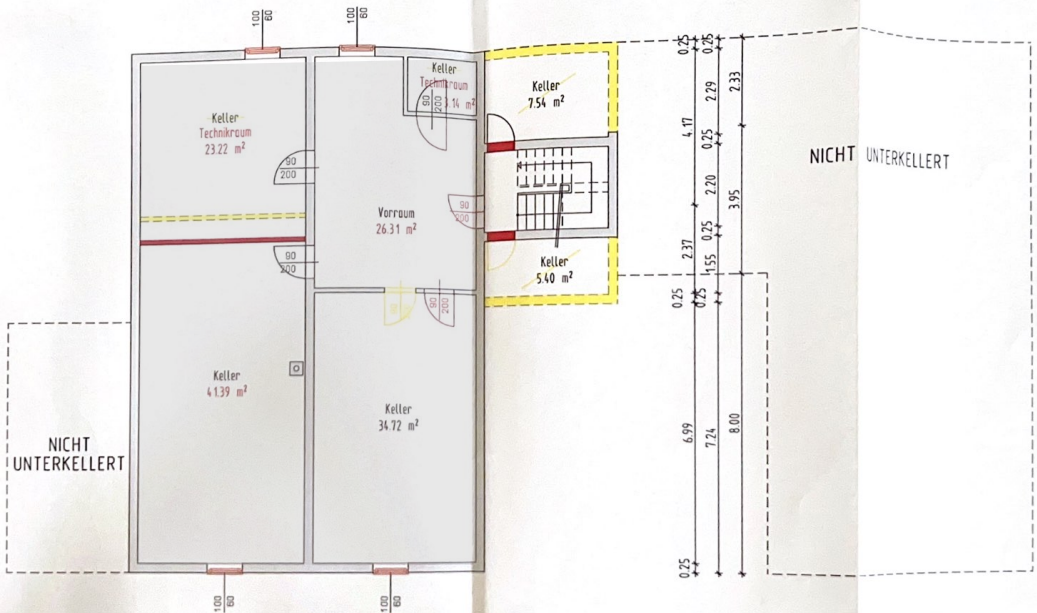 100
60
100
60
Keller
Technikraum
23.22 m²
Keller
Technikraum
.14 m²
90
200
Keller
7.54 m²
90
200
Vorraum
26.31 m²
90
200
90
200
Keller
5.40 m²
90
200
Keller
41.39 m²
Keller
34.72 m²
NICHT
UNTERKELLERT
NICHT UNTERKELLERT
0.25
4.17
2.37
0.25
6.99
0.25
0.25
2.29
0.25
2.20
0.25
1.55
0.25
7.24
2.33
3.95
8.00
100
60
100
60